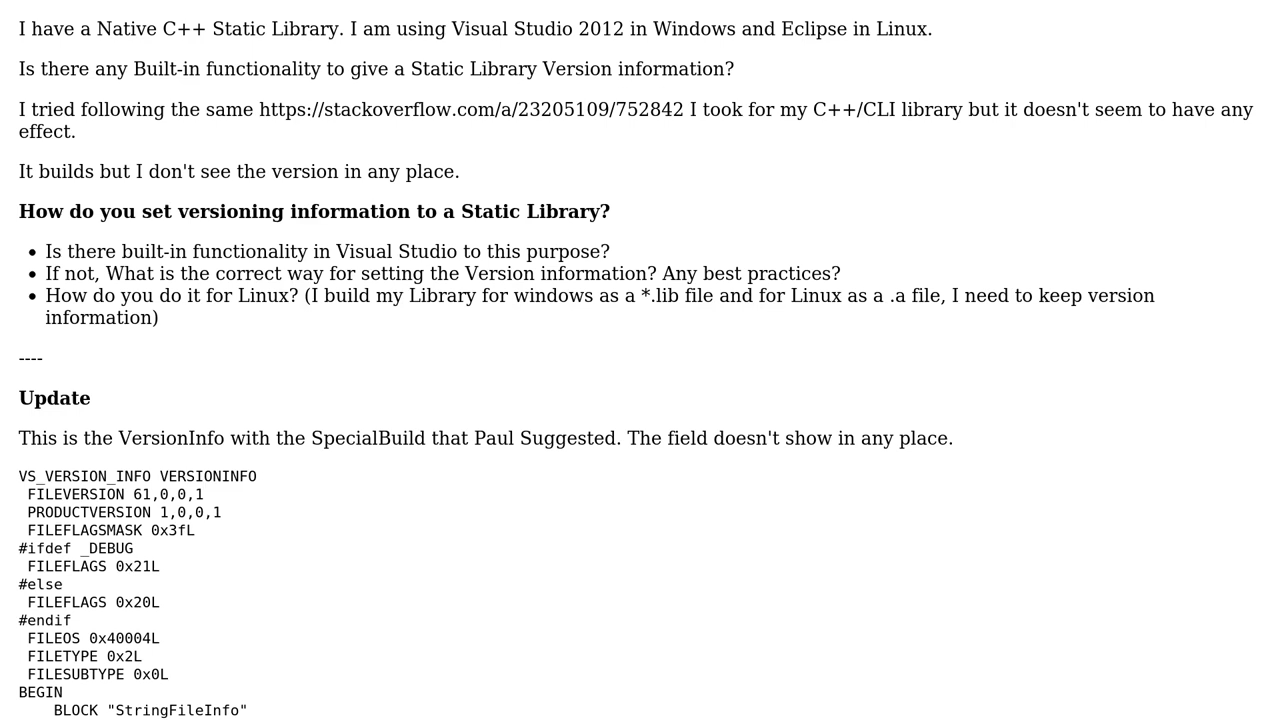 I have a Native C++ Static Library. I am using Visual Studio 2012 in Windows and Eclipse in Linux.
Is there any Built-in functionality to give a Static Library Version information?
I tried following the same https://stackoverflow.com/a/23205109/752842 I took for my C++/CLI library but it doesn't seem to have any
effect.
It builds but I don't see the version in any place.
How do you set versioning information to a Static Library?
• Is there built-in functionality in Visual Studio to this purpose?
• If not, What is the correct way for setting the Version information? Any best practices?
• How do you do it for Linux? (I build my Library for windows as a *.lib file and for Linux as a .a file, I need to keep version
information)
----
Update
This is the VersionInfo with the SpecialBuild that Paul Suggested. The field doesn't show in any place.
VS_VERSION_INFO VERSIONINFO
 FILEVERSION 61,0,0,1
 PRODUCTVERSION 1,0,0,1
 FILEFLAGSMASK 0x3fL
#ifdef _DEBUG
 FILEFLAGS 0x21L
#else
 FILEFLAGS 0x20L
#endif
 FILEOS 0x40004L
 FILETYPE 0x2L
 FILESUBTYPE 0x0L
BEGIN
    BLOCK "StringFileInfo"